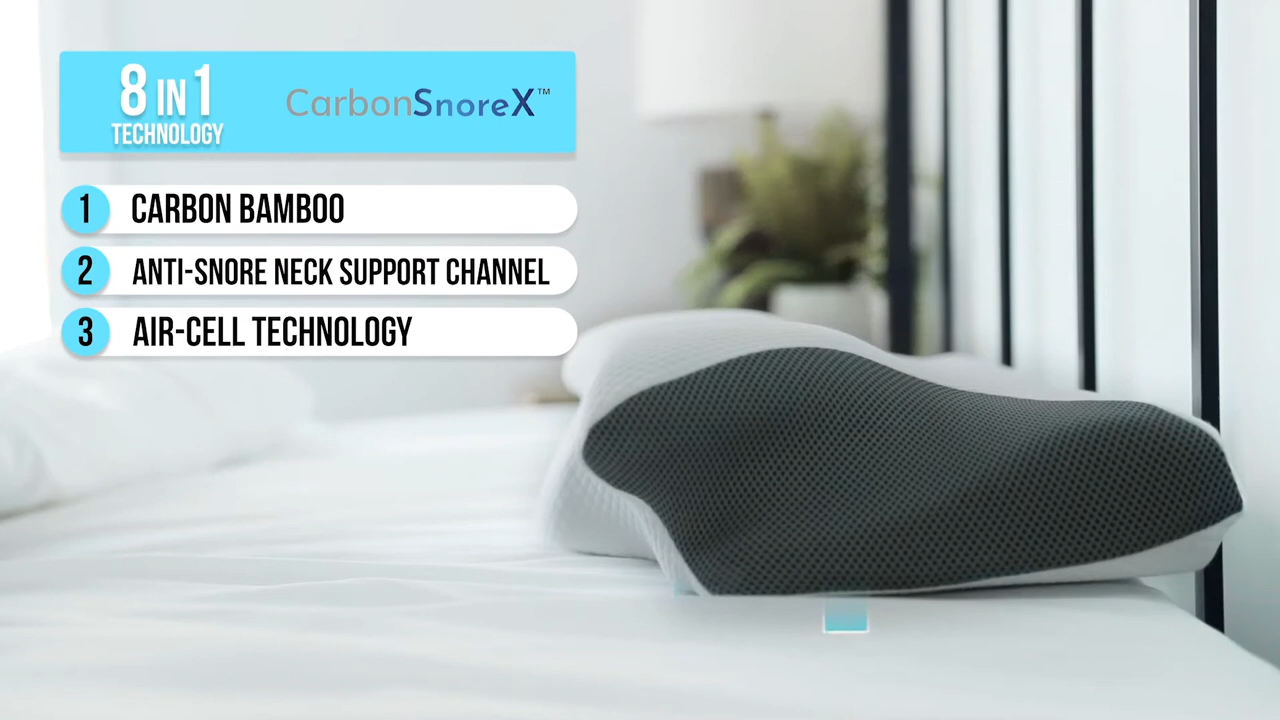 8 IN 1
TECHNOLOGY
CarbonSnoreX™
1 CARBON BAMBOO
2 ANTI-SNORE NECK SUPPORT CHANNEL
3 AIR-CELL TECHNOLOGY